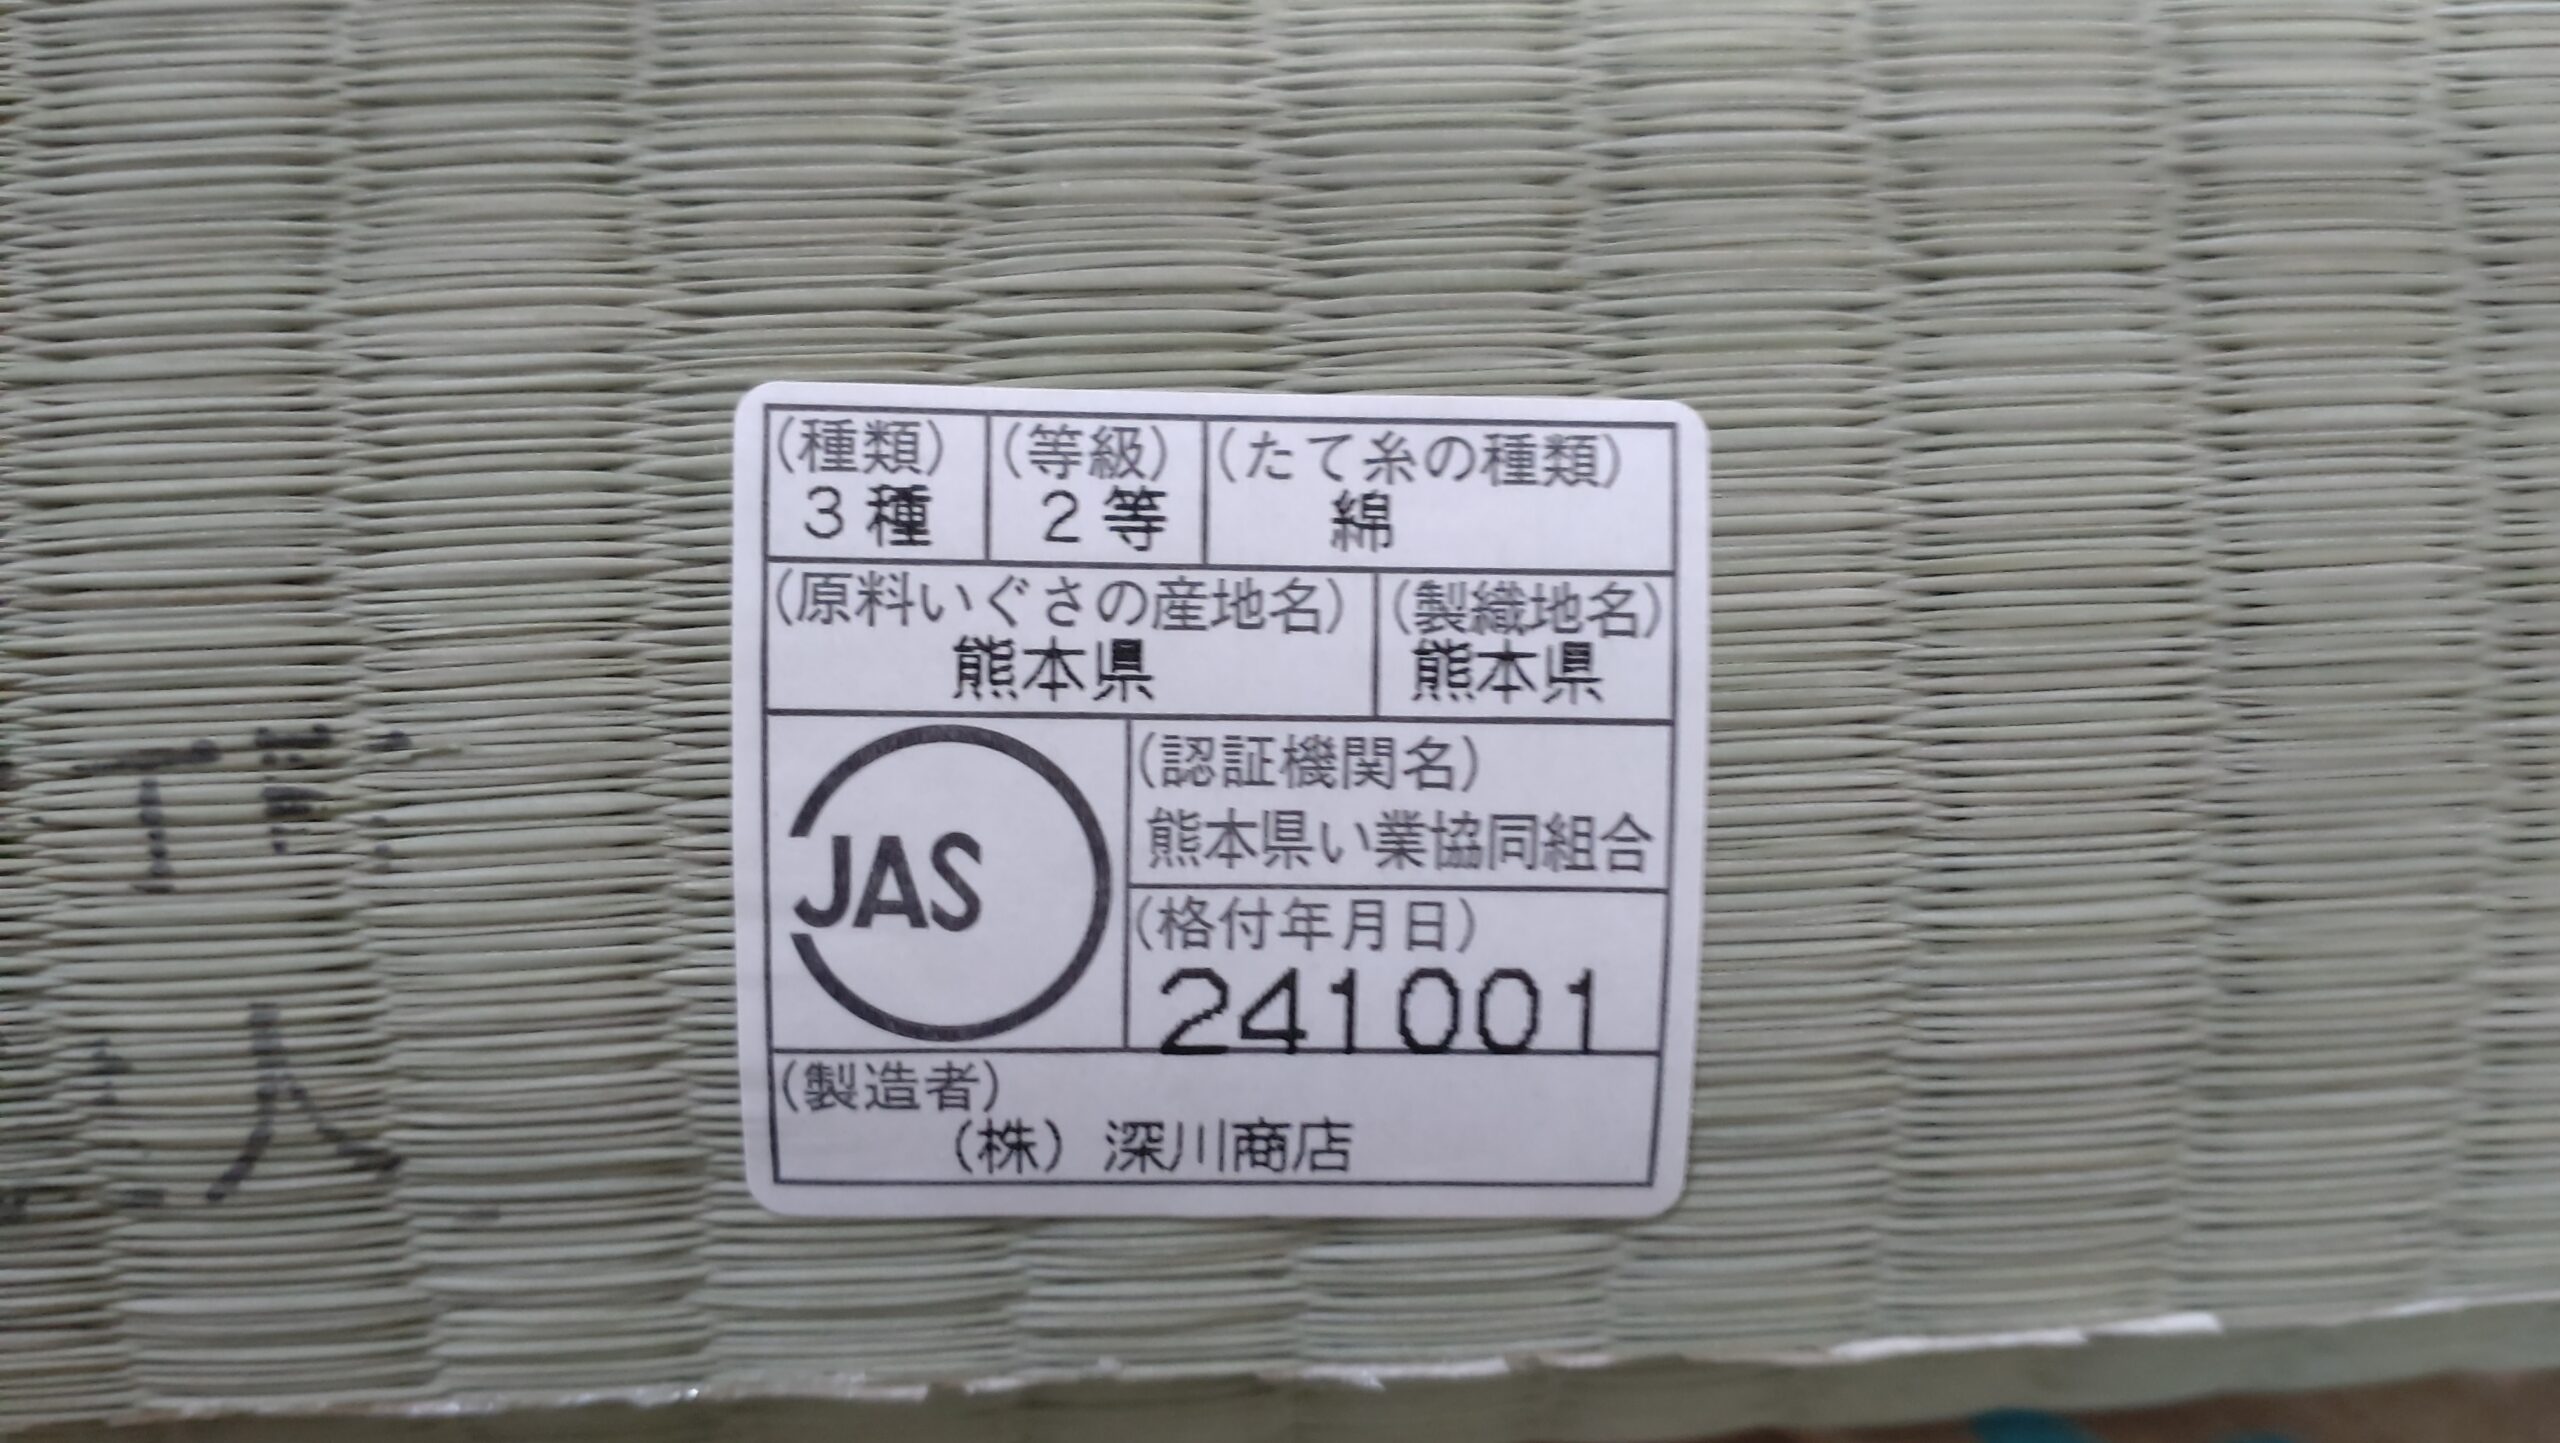 (種類) (等級) (たて糸の種類)
3種 2等 綿
(原料いぐさの産地名) (製織地名)
熊本県 熊本県
JAS
(認証機関名)
熊本県い業協同組合
(格付年月日)
241001
(製造者)
(株) 深川商店